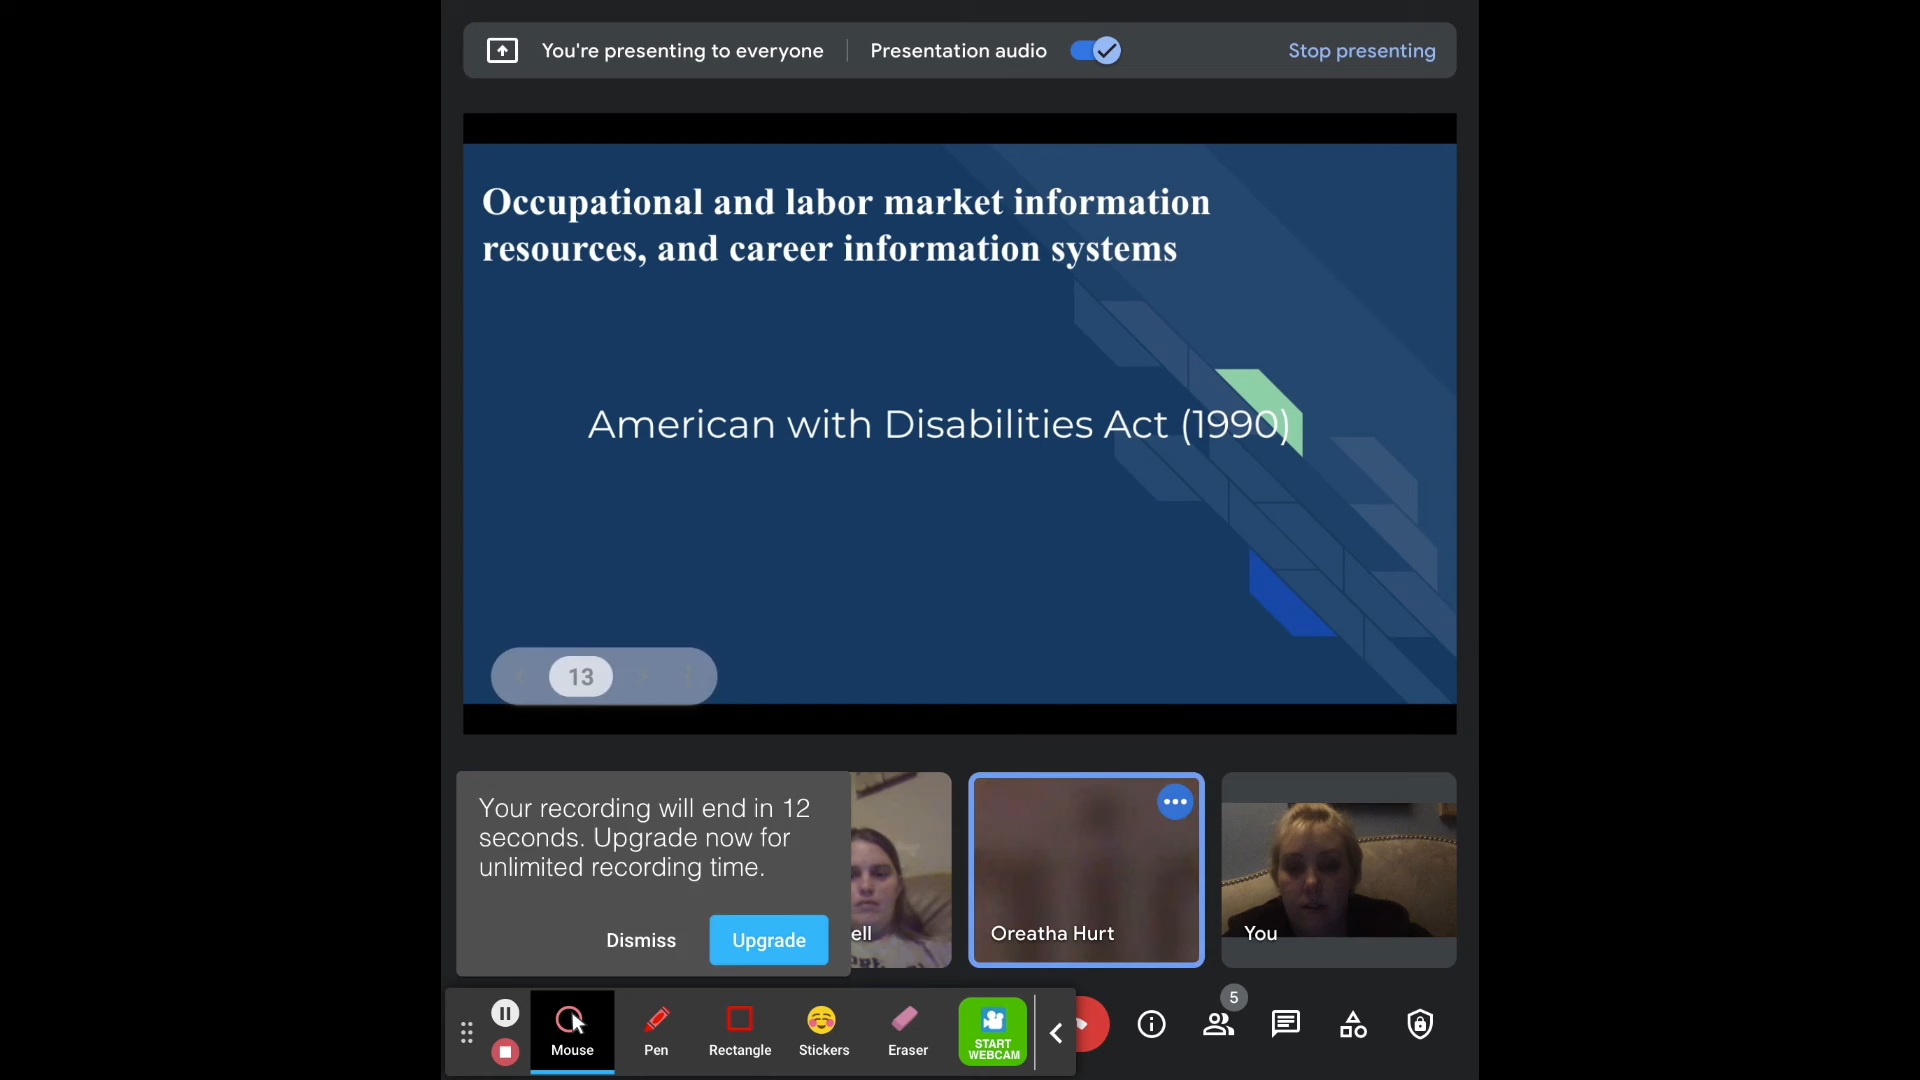 You're presenting to everyone
Presentation audio
Stop presenting
Occupational and labor market information
resources, and career information systems
American with Disabilities Act (1990)
13
Your recording will end in 12
seconds. Upgrade now for
unlimited recording time.
Dismiss
Upgrade
ell
Oreatha Hurt
You
5
Mouse
Pen
Rectangle
Stickers
Eraser
START
WEBCAM